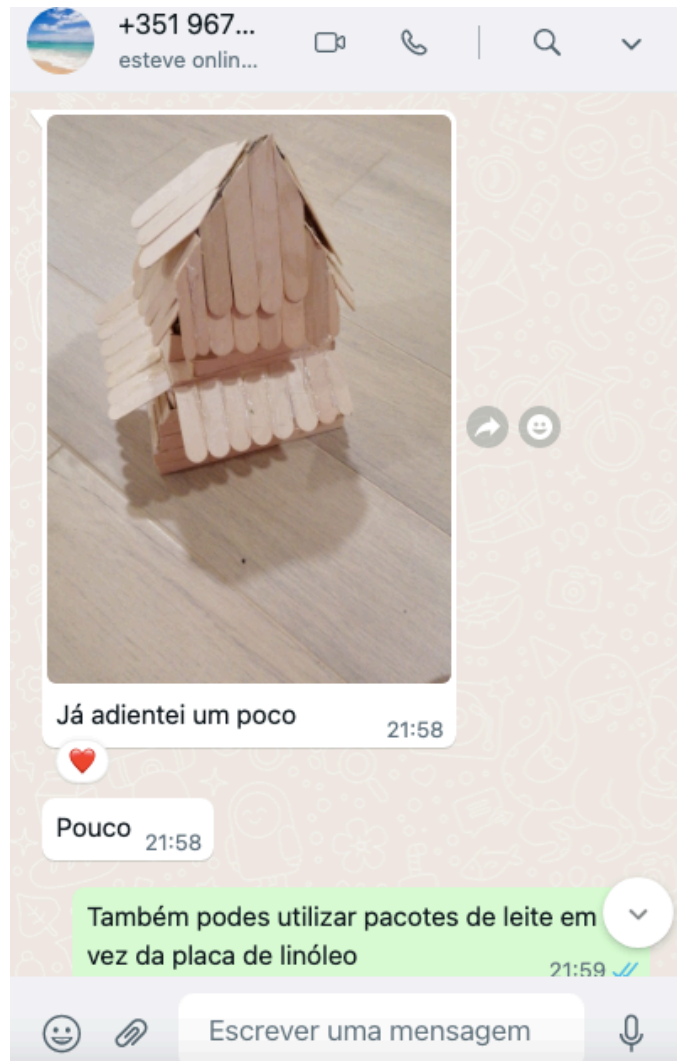 +351 967...
esteve onlin...
Já adientei um poco
21:58
Pouco
21:58
Também podes utilizar pacotes de leite em
vez da placa de linóleo
21:59
Escrever uma mensagem